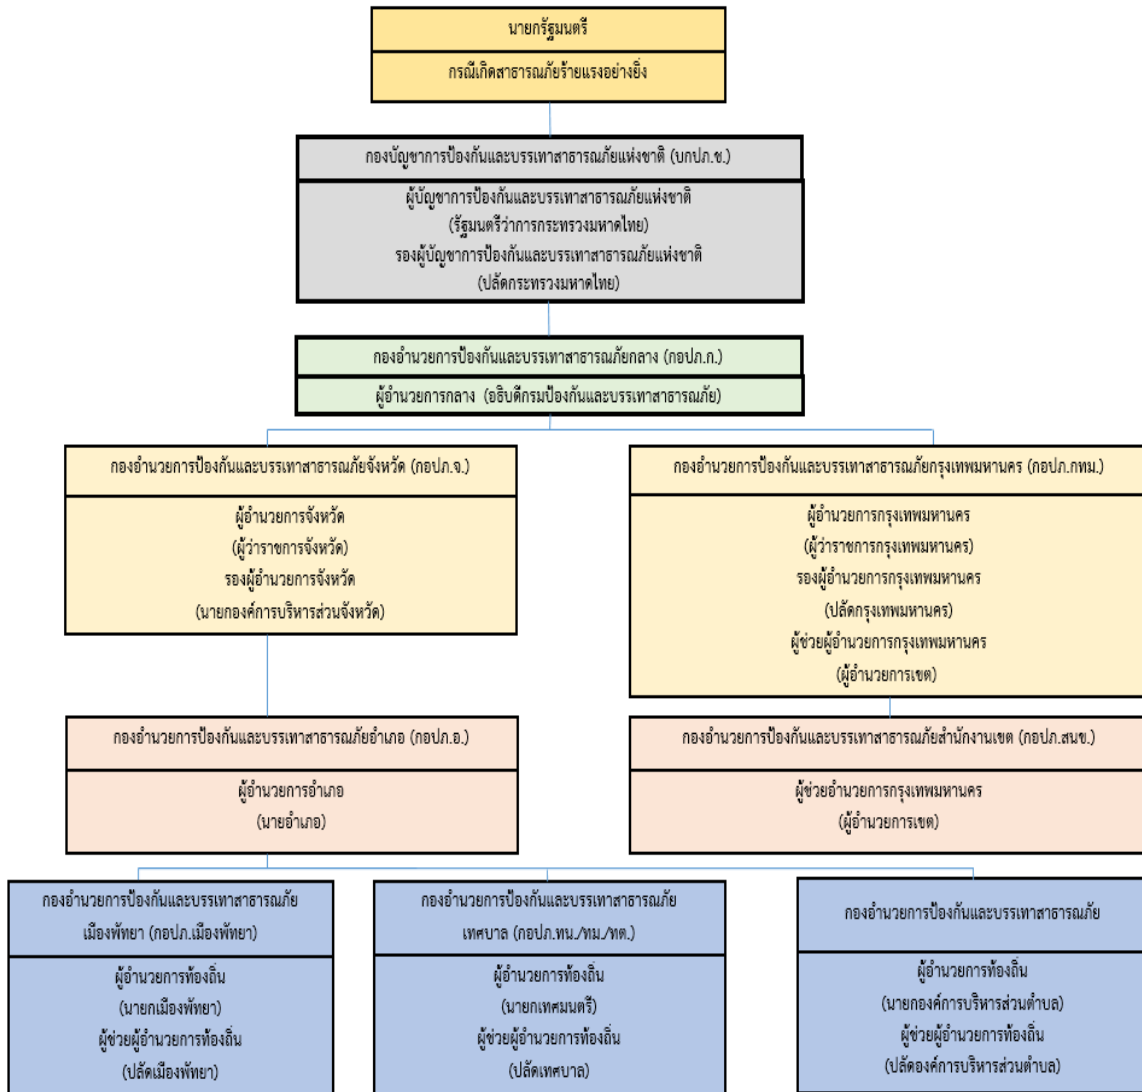 นายกรัฐมนตรี
กรณีเกิดสาธารณภัยร้ายแรงอย่างยิ่ง
กองบัญชาการป้องกันและบรรเทาสาธารณภัยแห่งชาติ (บกปภ.ช.)
ผู้บัญชาการป้องกันและบรรเทาสาธารณภัยแห่งชาติ
(รัฐมนตรีว่าการกระทรวงมหาดไทย)
รองผู้บัญชาการป้องกันและบรรเทาสาธารณภัยแห่งชาติ
(ปลัดกระทรวงมหาดไทย)
กองอำนวยการป้องกันและบรรเทาสาธารณภัยกลาง (กอปภ.ก.)
ผู้อำนวยการกลาง (อธิบดีกรมป้องกันและบรรเทาสาธารณภัย)
กองอำนวยการป้องกันและบรรเทาสาธารณภัยจังหวัด (กอปภ.จ.)
ผู้อำนวยการจังหวัด
(ผู้ว่าราชการจังหวัด)
รองผู้อำนวยการจังหวัด
(นายกองค์การบริหารส่วนจังหวัด)
กองอำนวยการป้องกันและบรรเทาสาธารณภัยกรุงเทพมหานคร (กอปภ.กทม.)
ผู้อำนวยการกรุงเทพมหานคร
(ผู้ว่าราชการกรุงเทพมหานคร)
รองผู้อำนวยการกรุงเทพมหานคร
(ปลัดกรุงเทพมหานคร)
ผู้ช่วยผู้อำนวยการกรุงเทพมหานคร
(ผู้อำนวยการเขต)
กองอำนวยการป้องกันและบรรเทาสาธารณภัยอำเภอ (กอปภ.อ.)
ผู้อำนวยการอำเภอ
(นายอำเภอ)
กองอำนวยการป้องกันและบรรเทาสาธารณภัยสำนักงานเขต (กอปภ.สนข.)
ผู้ช่วยอำนวยการกรุงเทพมหานคร
(ผู้อำนวยการเขต)
กองอำนวยการป้องกันและบรรเทาสาธารณภัย
เมืองพัทยา (กอปภ.เมืองพัทยา)
ผู้อำนวยการท้องถิ่น
(นายกเมืองพัทยา)
ผู้ช่วยผู้อำนวยการท้องถิ่น
(ปลัดเมืองพัทยา)
กองอำนวยการป้องกันและบรรเทาสาธารณภัย
เทศบาล (กอปภ.ทน./ทม./ทต.)
ผู้อำนวยการท้องถิ่น
(นายกเทศมนตรี)
ผู้ช่วยผู้อำนวยการท้องถิ่น
(ปลัดเทศบาล)
กองอำนวยการป้องกันและบรรเทาสาธารณภัย
ผู้อำนวยการท้องถิ่น
(นายกองค์การบริหารส่วนตำบล)
ผู้ช่วยผู้อำนวยการท้องถิ่น
(ปลัดองค์การบริหารส่วนตำบล)